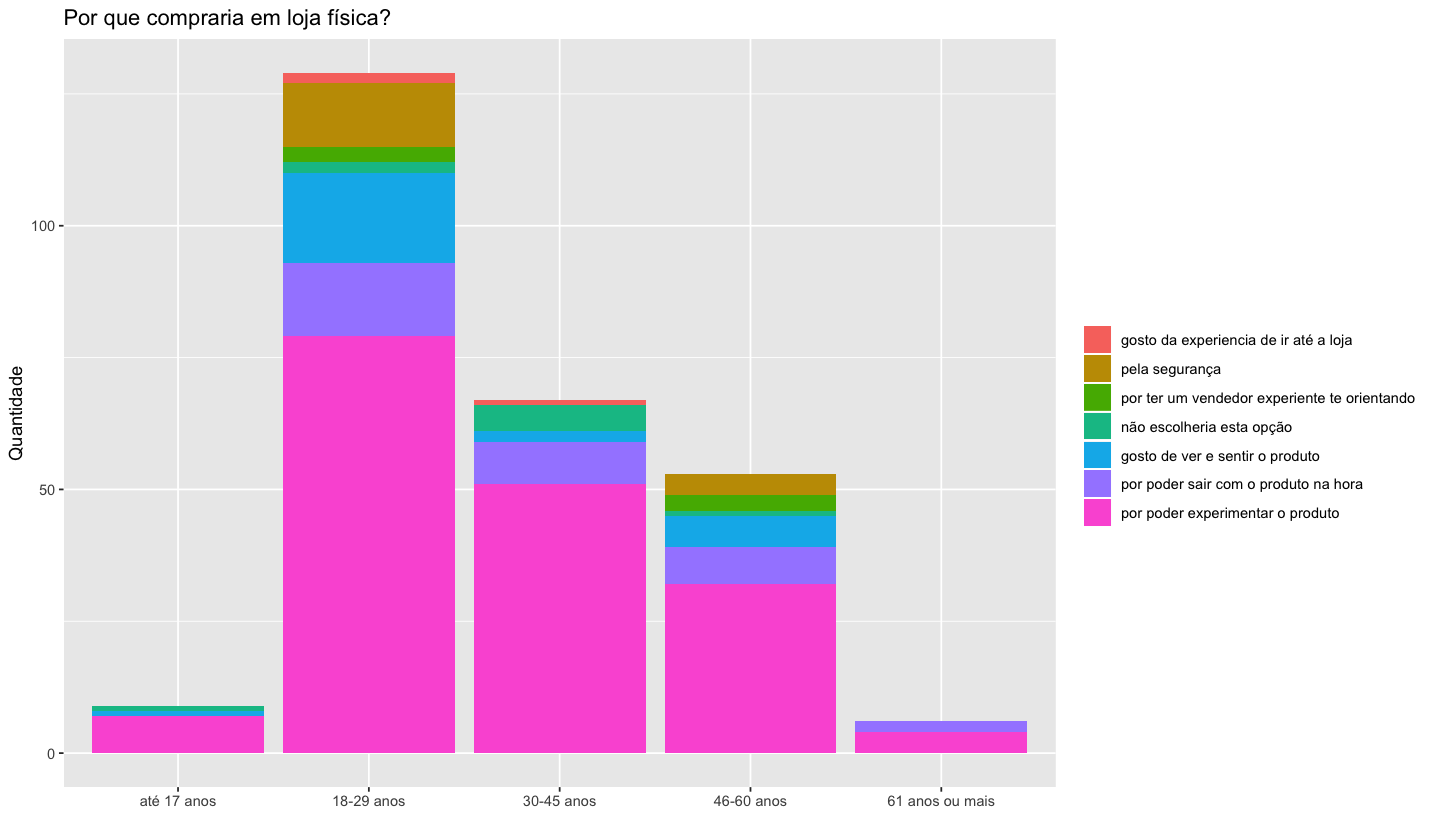 Por que compraria em loja física?
Quantidade
100
50
0
até 17 anos
18-29 anos
30-45 anos
46-60 anos
61 anos ou mais
gosto da experiencia de ir até a loja
pela segurança
por ter um vendedor experiente te orientando
não escolheria esta opção
gosto de ver e sentir o produto
por poder sair com o produto na hora
por poder experimentar o produto